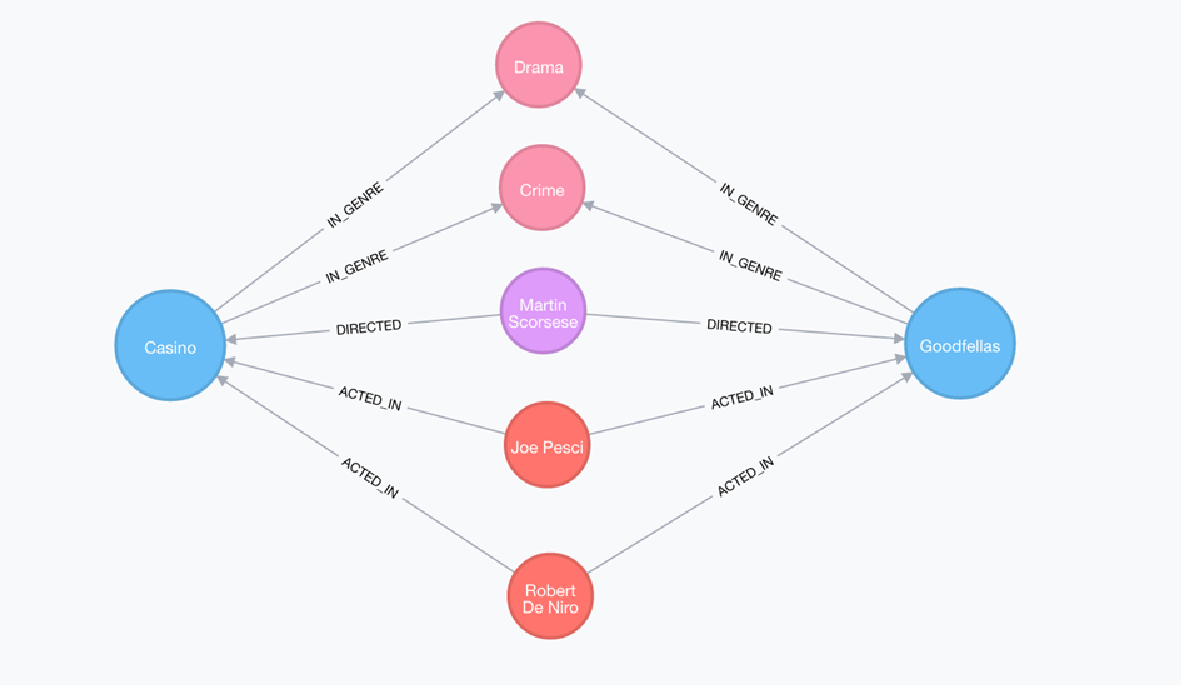 Drama
Crime
IN_GENRE
IN_GENRE
IN_GENRE
IN_GENRE
Martin
Scorsese
DIRECTED
DIRECTED
Casino
Goodfellas
ACTED_IN
ACTED_IN
Joe Pesci
ACTED_IN
ACTED_IN
Robert
De Niro